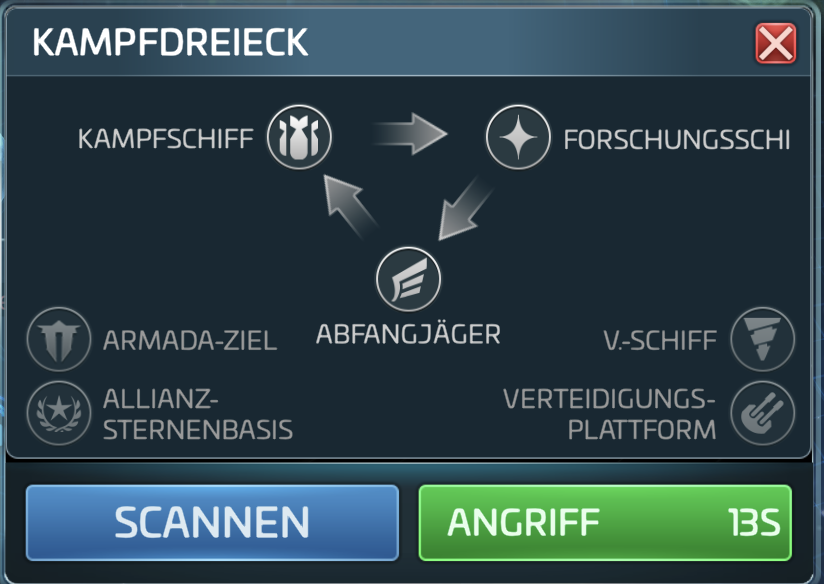 KAMPFDREIECK
KAMPFSCHIFF
FORSCHUNGSSCHI
ABFANGJÄGER
ARMADA-ZIEL
V.-SCHIFF
ALLIANZ-
STERNENBASIS
VERTEIDIGUNGS-
PLATTFORM
SCANNEN
ANGRIFF 13S